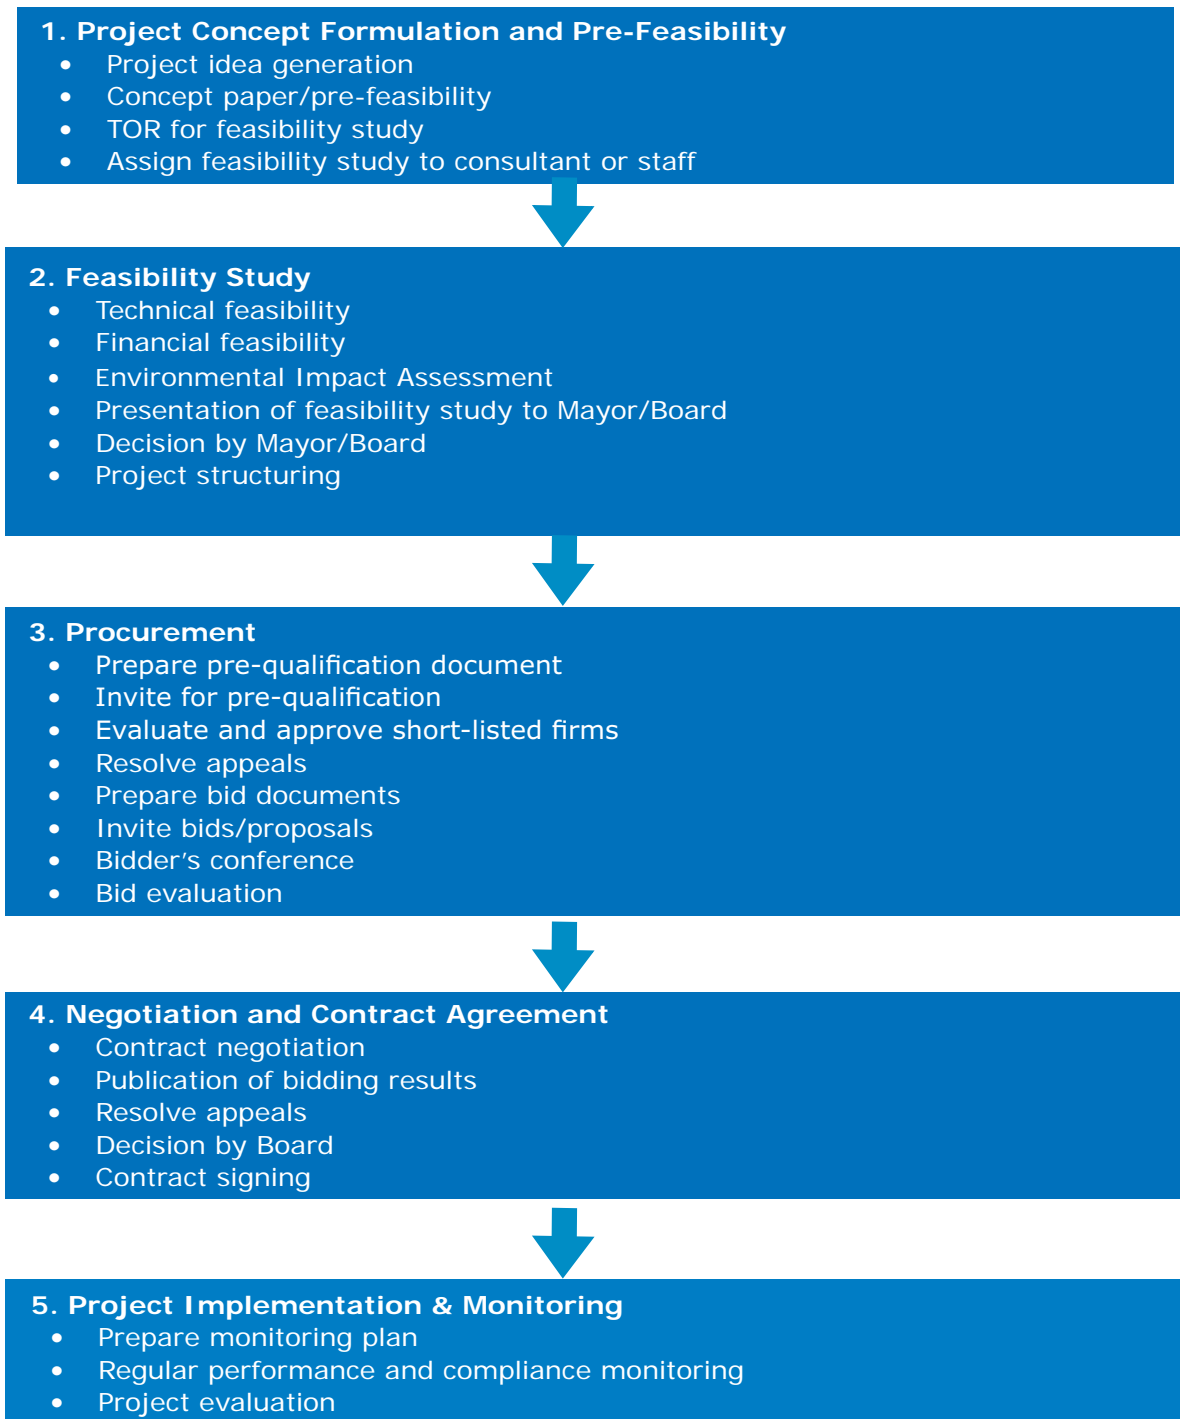 1. Project Concept Formulation and Pre-Feasibility
• Project idea generation
• Concept paper/pre-feasibility
• TOR for feasibility study
• Assign feasibility study to consultant or staff
2. Feasibility Study
• Technical feasibility
• Financial feasibility
• Environmental Impact Assessment
• Presentation of feasibility study to Mayor/Board
• Decision by Mayor/Board
• Project structuring
3. Procurement
• Prepare pre-qualification document
• Invite for pre-qualification
• Evaluate and approve short-listed firms
• Resolve appeals
• Prepare bid documents
• Invite bids/proposals
• Bidder’s conference
• Bid evaluation
4. Negotiation and Contract Agreement
• Contract negotiation
• Publication of bidding results
• Resolve appeals
• Decision by Board
• Contract signing
5. Project Implementation & Monitoring
• Prepare monitoring plan
• Regular performance and compliance monitoring
• Project evaluation